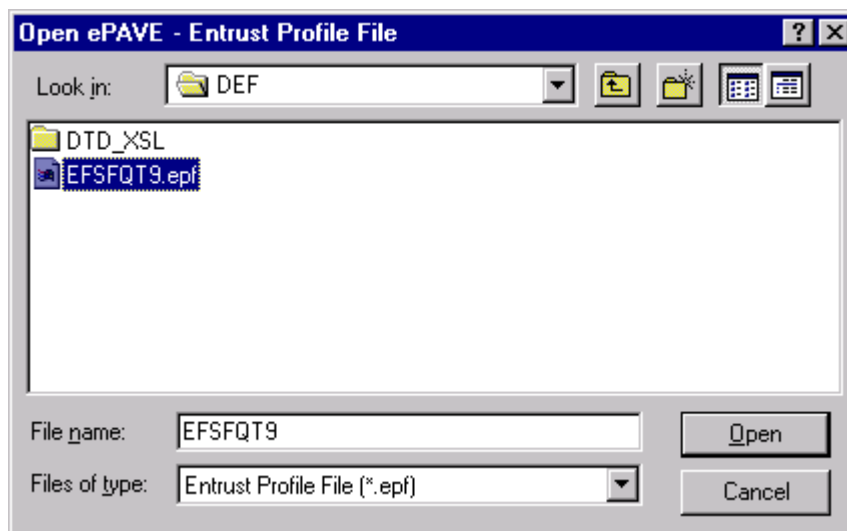 Open ePAVE - Entrust Profile File
Look in: DEF
DTD_XSL
EFSFQT9.epf
File name: EFSFQT9 Open
Files of type: Entrust Profile File (*.epf) Cancel